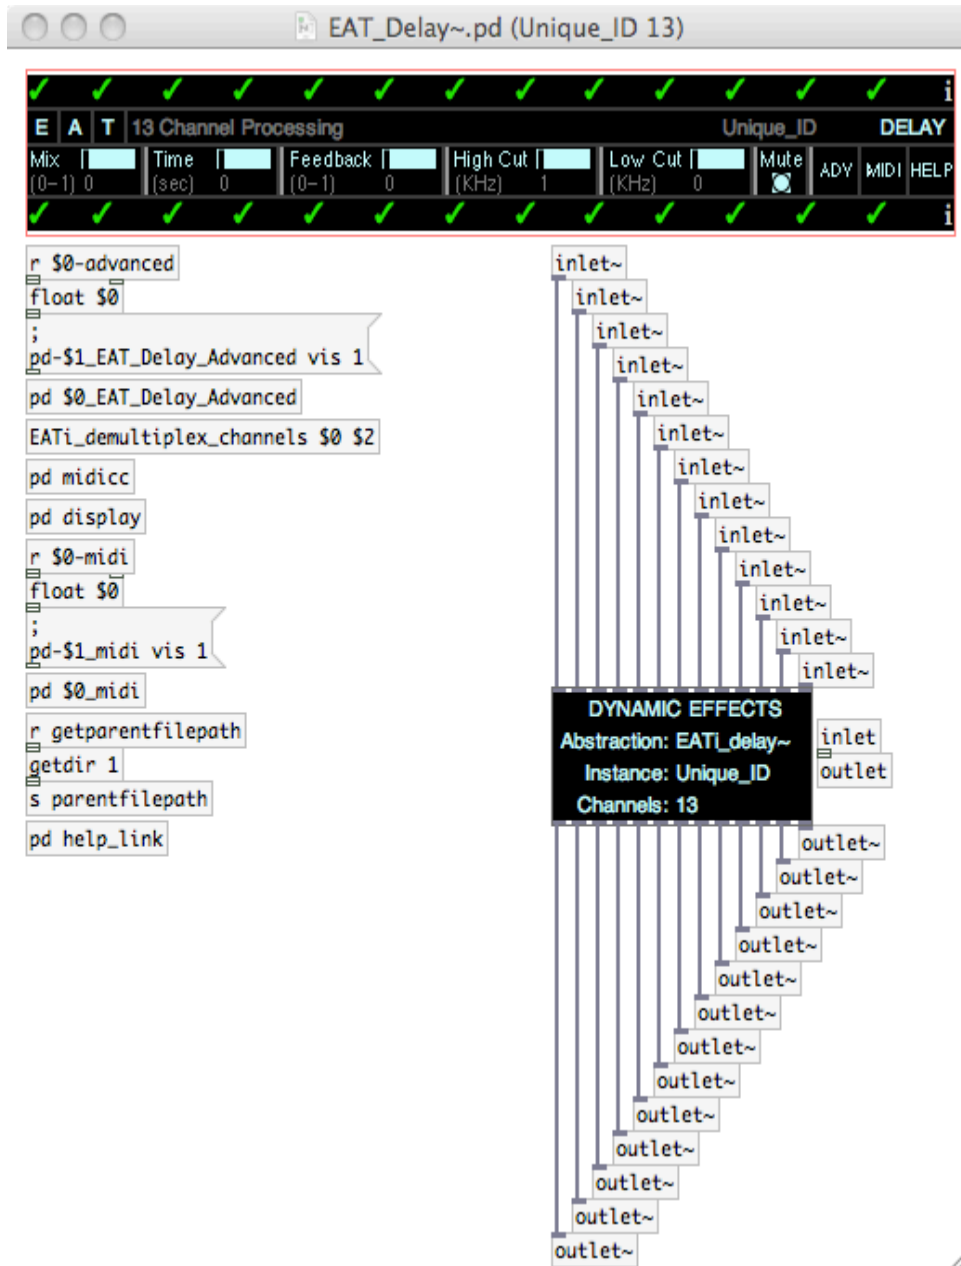 EAT_Delay~.pd (Unique_ID 13)
✓ ✓ ✓ ✓ ✓ ✓ ✓ ✓ ✓ ✓ ✓ ✓ ✓ i
E A T 13 Channel Processing Unique_ID DELAY
Mix Time Feedback High Cut Low Cut Mute ADV MIDI HELP
(0-1) 0 (sec) 0 (0-1) 0 (KHz) 1 (KHz) 0
✓ ✓ ✓ ✓ ✓ ✓ ✓ ✓ ✓ ✓ ✓ ✓ ✓ i
r $0-advanced
float $0
;
pd-$1_EAT_Delay_Advanced vis 1
pd $0_EAT_Delay_Advanced
EATi_demultiplex_channels $0 $2
pd midicc
pd display
r $0-midi
float $0
;
pd-$1_midi vis 1
pd $0_midi
r getparentfilepath
getdir 1
s parentfilepath
pd help_link
inlet~
inlet~
inlet~
inlet~
inlet~
inlet~
inlet~
inlet~
inlet~
inlet~
inlet~
inlet~
inlet~
DYNAMIC EFFECTS
Abstraction: EATi_delay~
Instance: Unique_ID
Channels: 13
inlet
outlet
outlet~
outlet~
outlet~
outlet~
outlet~
outlet~
outlet~
outlet~
outlet~
outlet~
outlet~
outlet~
outlet~